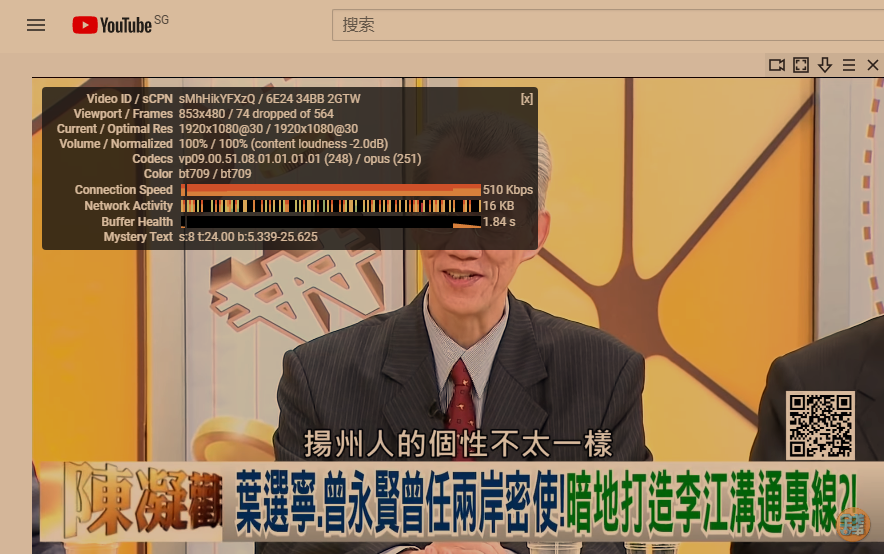 YouTube SG
搜索
Video ID / sCPN sMhHikYFXzQ / 6E24 34BB 2GTW [x]
Viewport / Frames 853x480 / 74 dropped of 564
Current / Optimal Res 1920x1080@30 / 1920x1080@30
Volume / Normalized 100% / 100% (content loudness -2.0dB)
Codecs vp09.00.51.08.01.01.01.01 (248) / opus (251)
Color bt709 / bt709
Connection Speed 510 Kbps
Network Activity 16 KB
Buffer Health 1.84 s
Mystery Text s:8 t:24.00 b:5.339-25.625
揚州人的個性不太一樣
陳凝觀 葉選寧.曾永賢曾任兩岸密使!暗地打造李江溝通專線?!